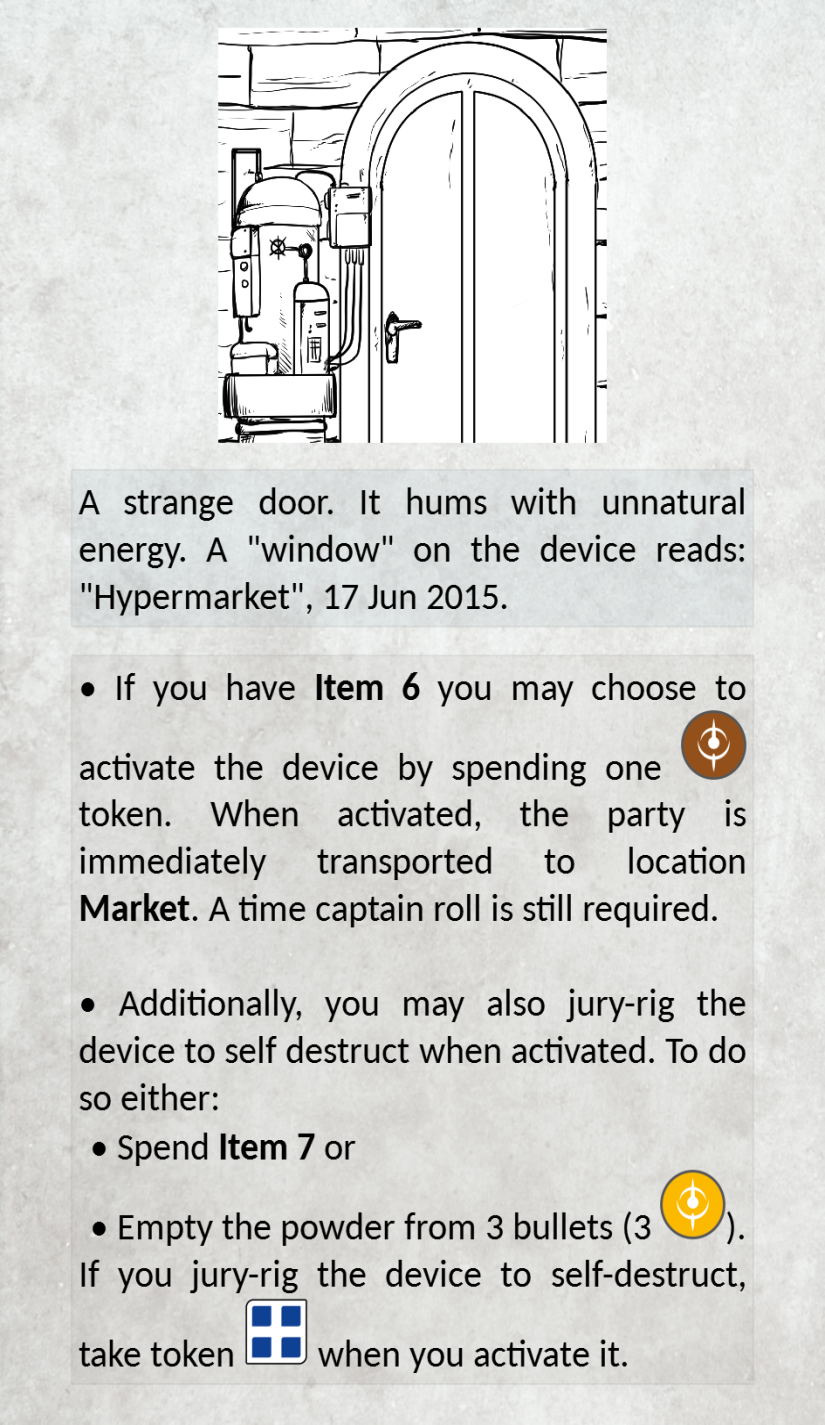 A strange door. It hums with unnatural
energy. A "window" on the device reads:
"Hypermarket", 17 Jun 2015.
• If you have Item 6 you may choose to
activate the device by spending one
token. When activated, the party is
immediately transported to location
Market. A time captain roll is still required.
• Additionally, you may also jury-rig the
device to self destruct when activated. To do
so either:
• Spend Item 7 or
• Empty the powder from 3 bullets (3 ).
If you jury-rig the device to self-destruct,
take token when you activate it.